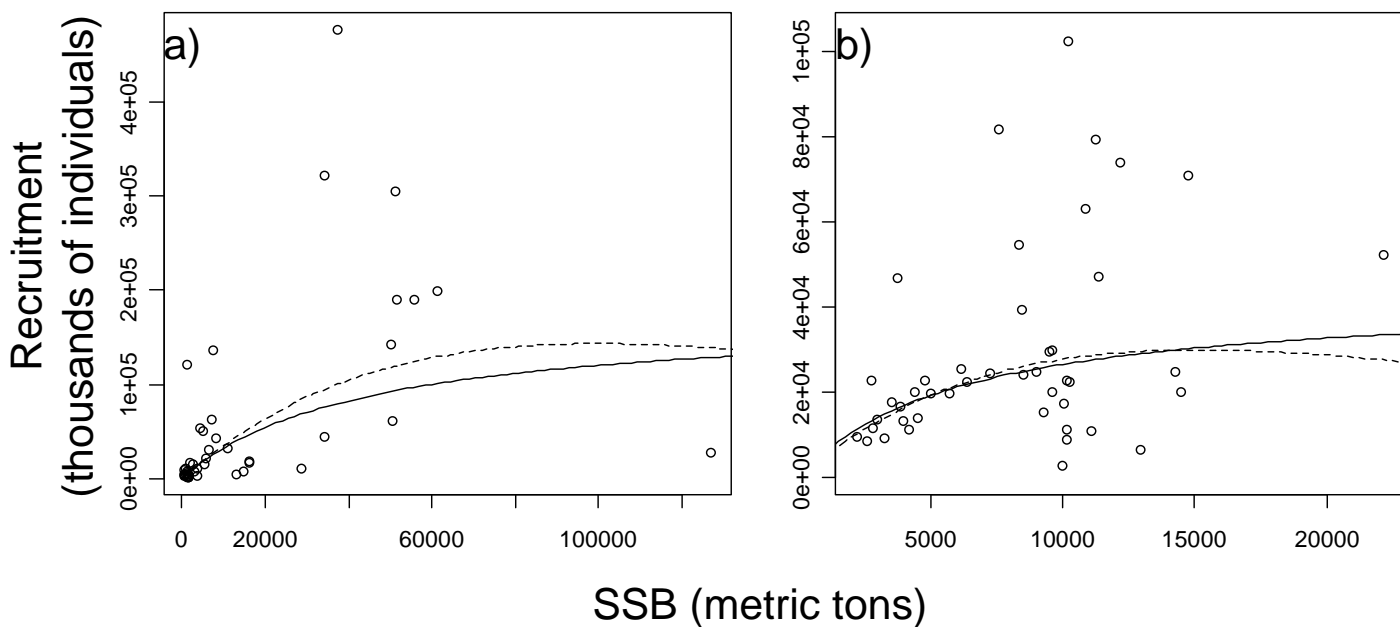 Recruitment
(thousands of individuals)
a)
4e+05
3e+05
2e+05
1e+05
0e+00
0 20000 60000 100000
b)
1e+05
8e+04
6e+04
4e+04
2e+04
0e+00
5000 10000 15000 20000
SSB (metric tons)